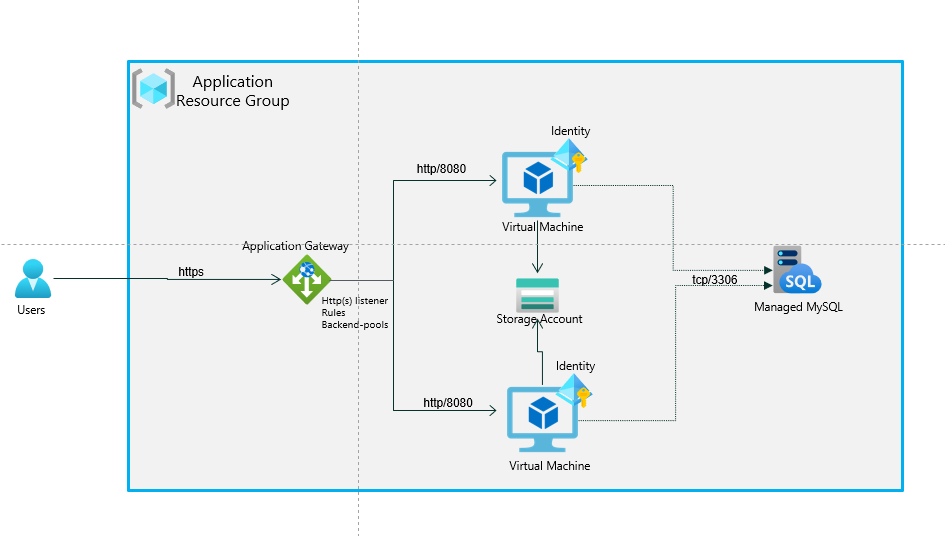 Application
Resource Group
Identity
http/8080
Virtual Machine
Application Gateway
https
Users
Http(s) listener
Rules
Backend-pools
Storage Account
tcp/3306
SQL
Managed MySQL
Identity
http/8080
Virtual Machine